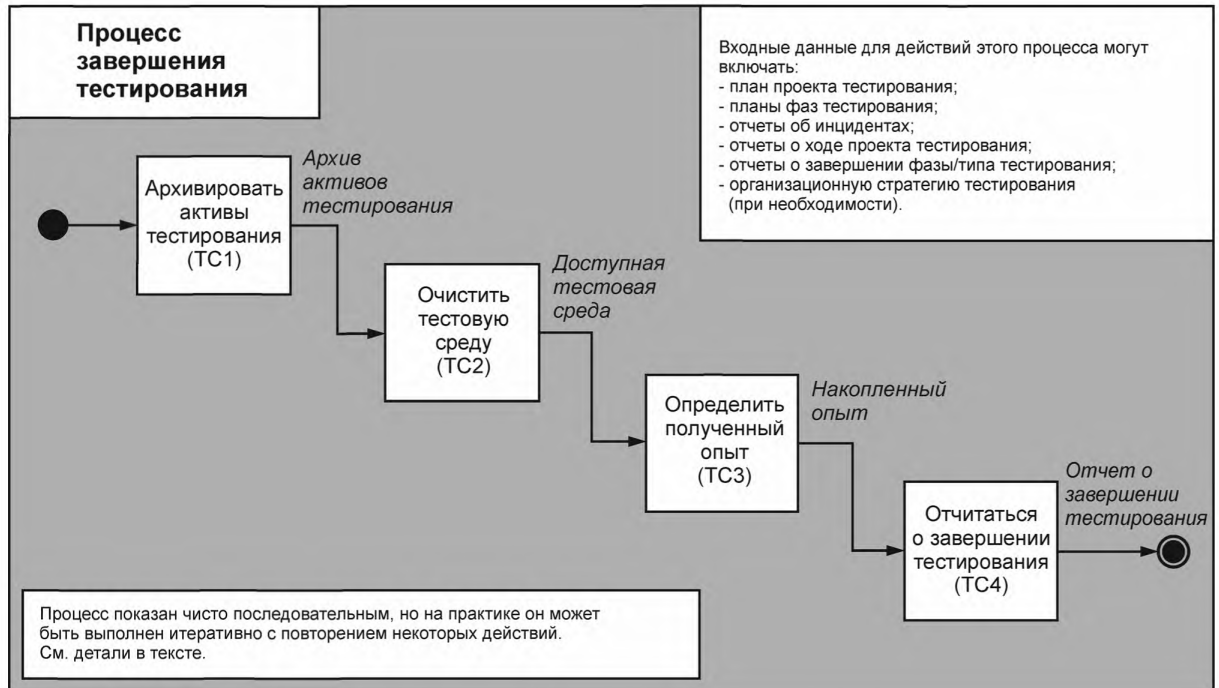 Процесс
завершения
тестирования
Входные данные для действий этого процесса могут
включать:
- план проекта тестирования;
- планы фаз тестирования;
- отчеты об инцидентах;
- отчеты о ходе проекта тестирования;
- отчеты о завершении фазы/типа тестирования;
- организационную стратегию тестирования
(при необходимости).
Архивировать
активы
тестирования
(TC1)
Архив
активов
тестирования
Очистить
тестовую
среду
(TC2)
Доступная
тестовая
среда
Определить
полученный
опыт
(TC3)
Накопленный
опыт
Отчитаться
о завершении
тестирования
(TC4)
Отчет о
завершении
тестирования
Процесс показан чисто последовательным, но на практике он может
быть выполнен итеративно с повторением некоторых действий.
См. детали в тексте.